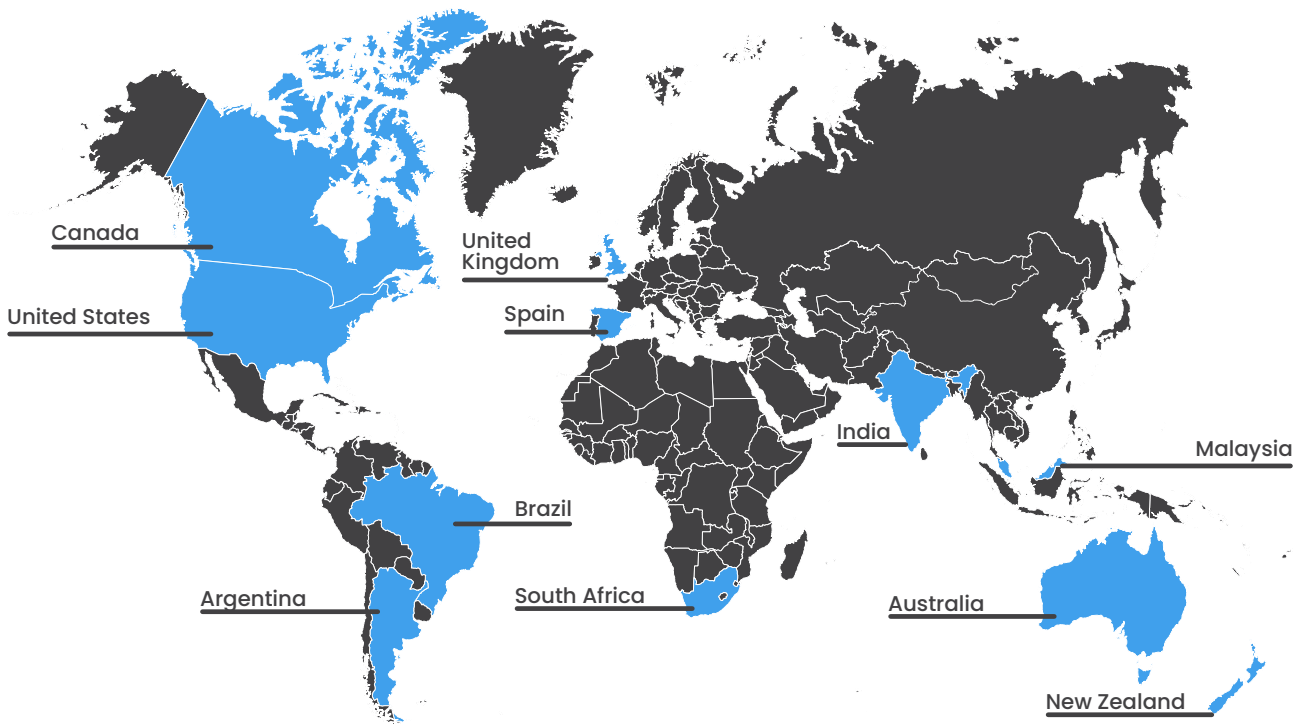 Canada
United
Kingdom
United States
Spain
India
Malaysia
Brazil
Argentina
South Africa
Australia
New Zealand